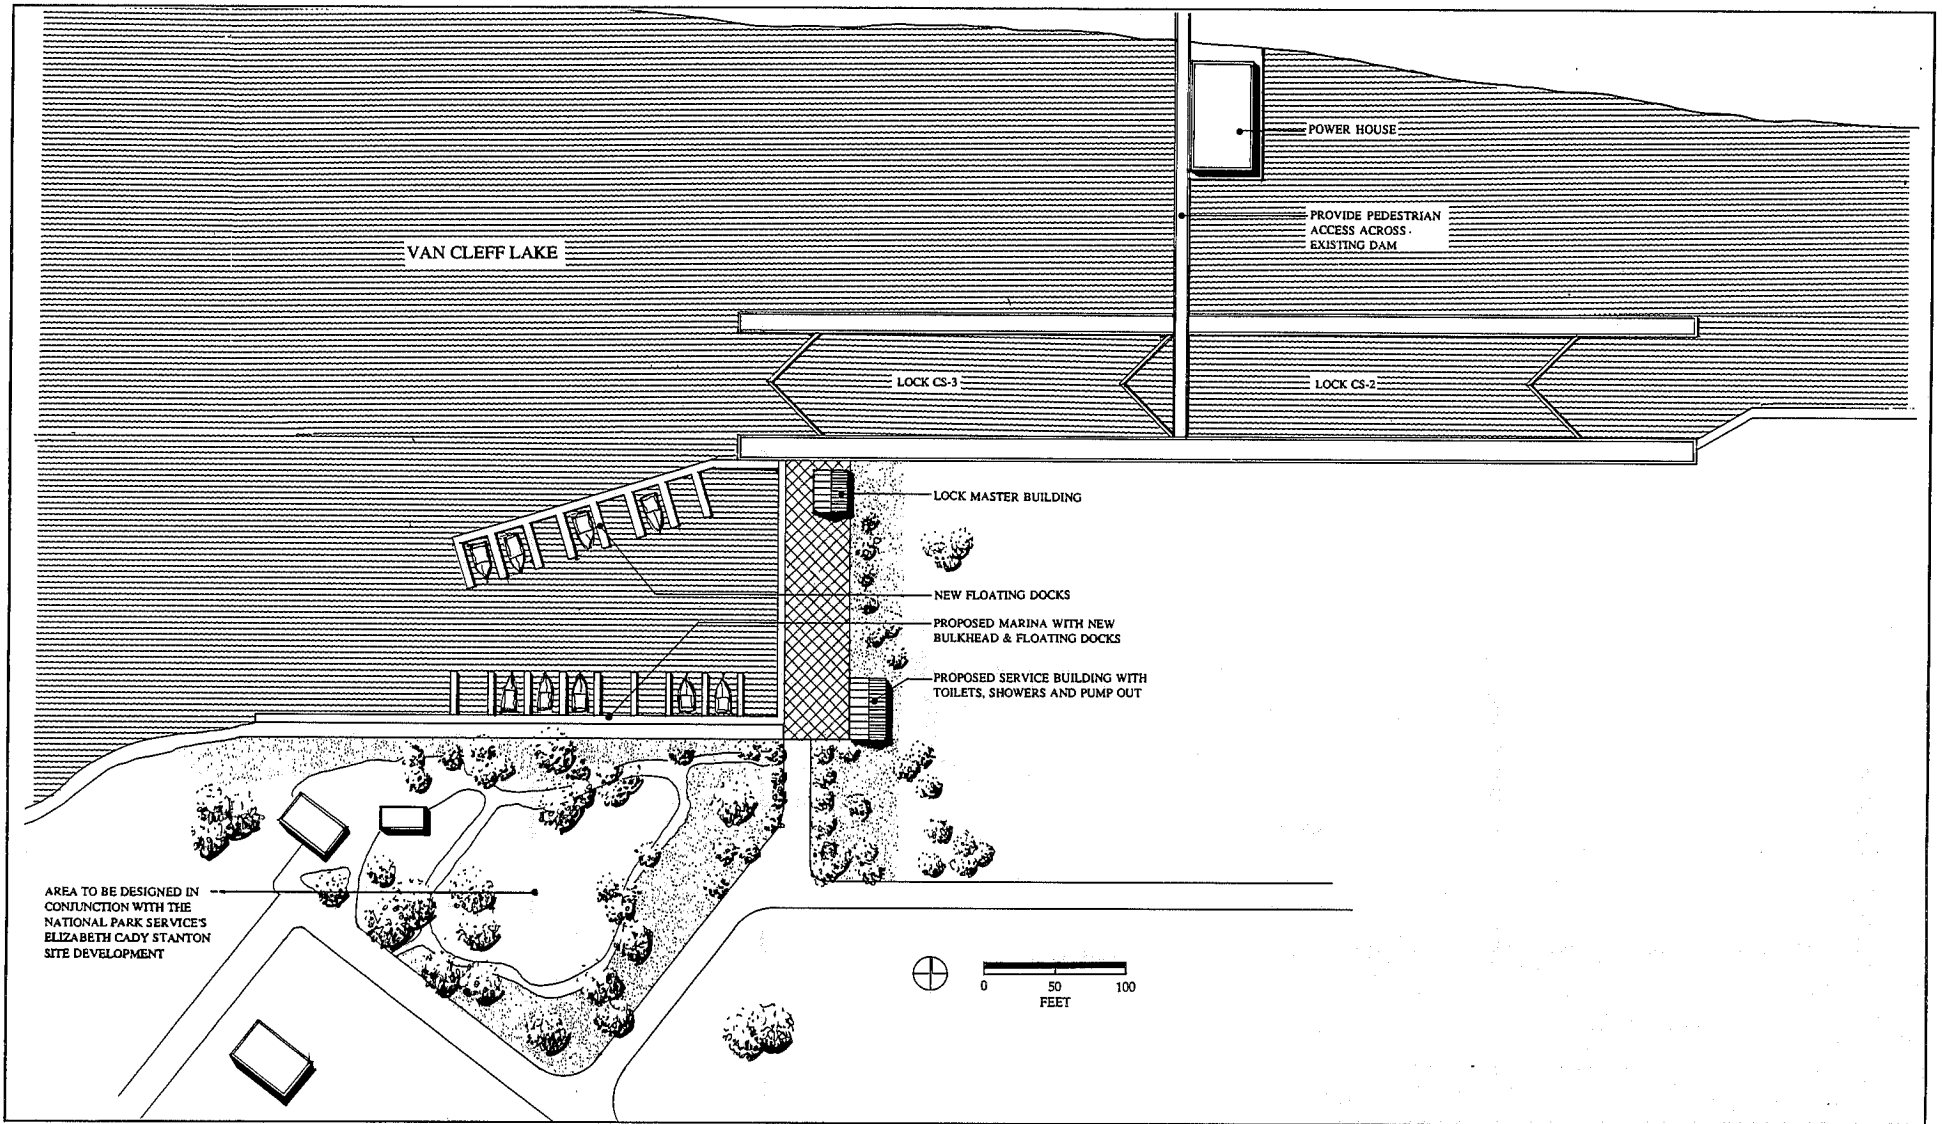 POWER HOUSE
PROVIDE PEDESTRIAN
ACCESS ACROSS
EXISTING DAM
VAN CLEFF LAKE
LOCK CS-3
LOCK CS-2
LOCK MASTER BUILDING
NEW FLOATING DOCKS
PROPOSED MARINA WITH NEW
BULKHEAD & FLOATING DOCKS
PROPOSED SERVICE BUILDING WITH
TOILETS, SHOWERS AND PUMP OUT
AREA TO BE DESIGNED IN
CONJUNCTION WITH THE
NATIONAL PARK SERVICE'S
ELIZABETH CADY STANTON
SITE DEVELOPMENT
0 50 100
FEET